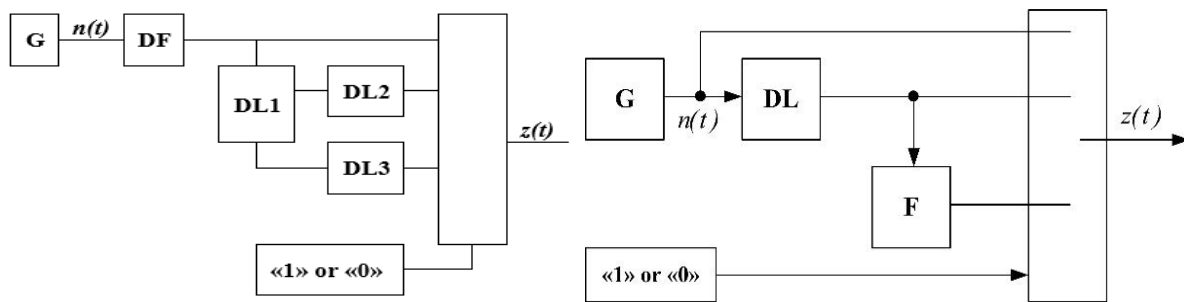 G
n(t)
DF
DL1
DL2
DL3
z(t)
«1» or «0»
G
n(t)
DL
F
z(t)
«1» or «0»